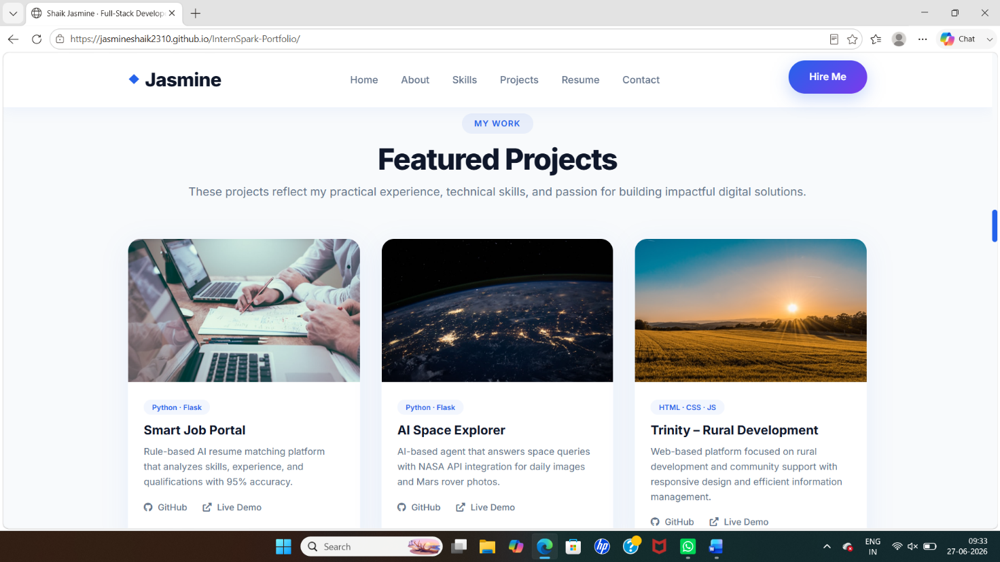 Shaik Jasmine · Full-Stack Develop
https://jasmineshaik2310.github.io/InternSpark-Portfolio/
Chat
Jasmine
Home
About
Skills
Projects
Resume
Contact
Hire Me
MY WORK
Featured Projects
These projects reflect my practical experience, technical skills, and passion for building impactful digital solutions.
Python · Flask
Smart Job Portal
Rule-based AI resume matching platform
that analyzes skills, experience, and
qualifications with 95% accuracy.
GitHub
Live Demo
Python · Flask
AI Space Explorer
AI-based agent that answers space queries
with NASA API integration for daily images
and Mars rover photos.
GitHub
Live Demo
HTML · CSS · JS
Trinity – Rural Development
Web-based platform focused on rural
development and community support with
responsive design and efficient information
management.
GitHub
Live Demo
Search
hp
ENG
IN
09:33
27-06-2026